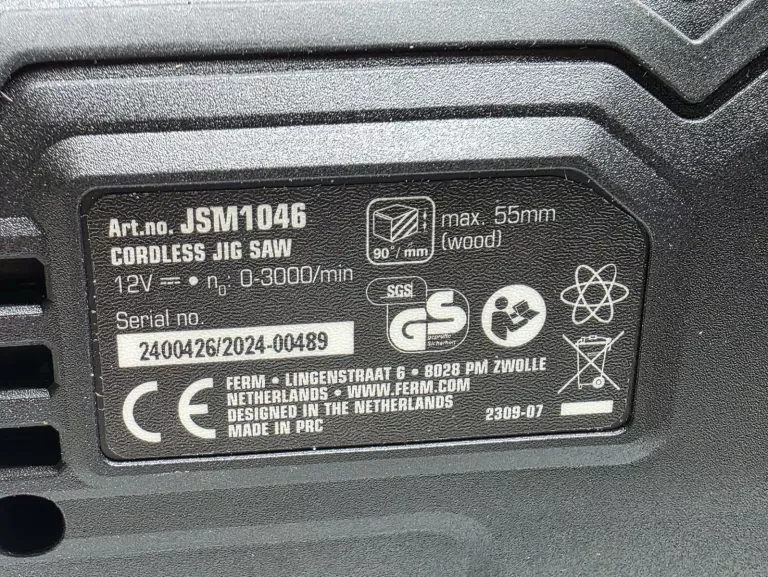 Art.no. JSM1046
CORDLESS JIG SAW
12V ⎓ • n₀: 0-3000/min
90°/mm
max. 55mm
(wood)
Serial no.
2400426/2024-00489
SGS
GS
geprüfte
Sicherheit
CE
FERM • LINGENSTRAAT 6 • 8028 PM ZWOLLE
NETHERLANDS • WWW.FERM.COM
DESIGNED IN THE NETHERLANDS
MADE IN PRC
2309-07